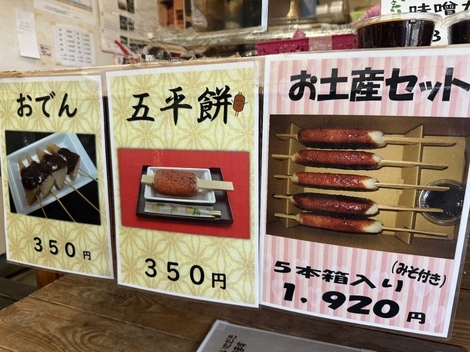 おでん
350円
五平餅
350円
お土産セット
5本箱入り
(みそ付き)
1,920円